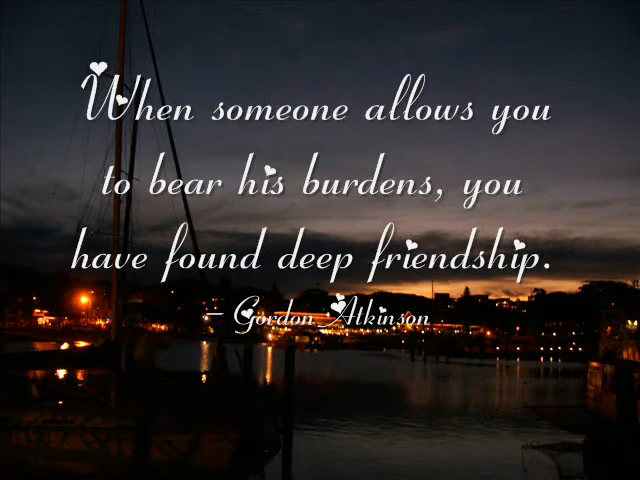 When someone allows you
to bear his burdens, you
have found deep friendship.
– Gordon Atkinson